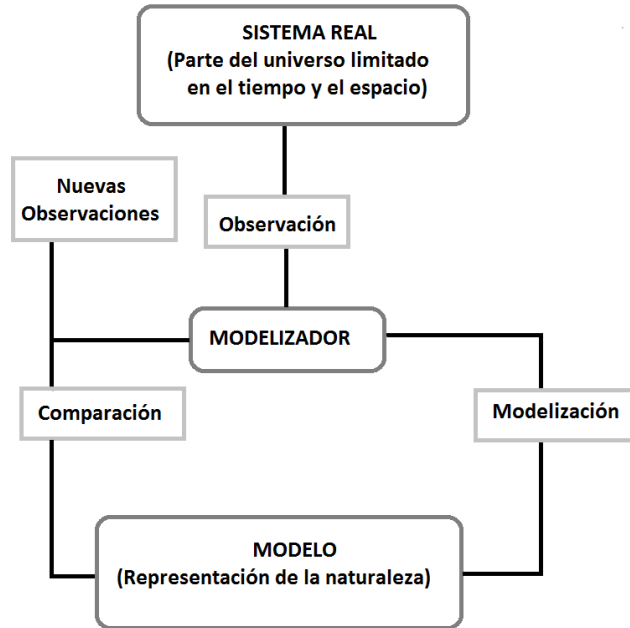 SISTEMA REAL
(Parte del universo limitado
en el tiempo y el espacio)
Nuevas
Observaciones
Observación
MODELIZADOR
Comparación
Modelización
MODELO
(Representación de la naturaleza)